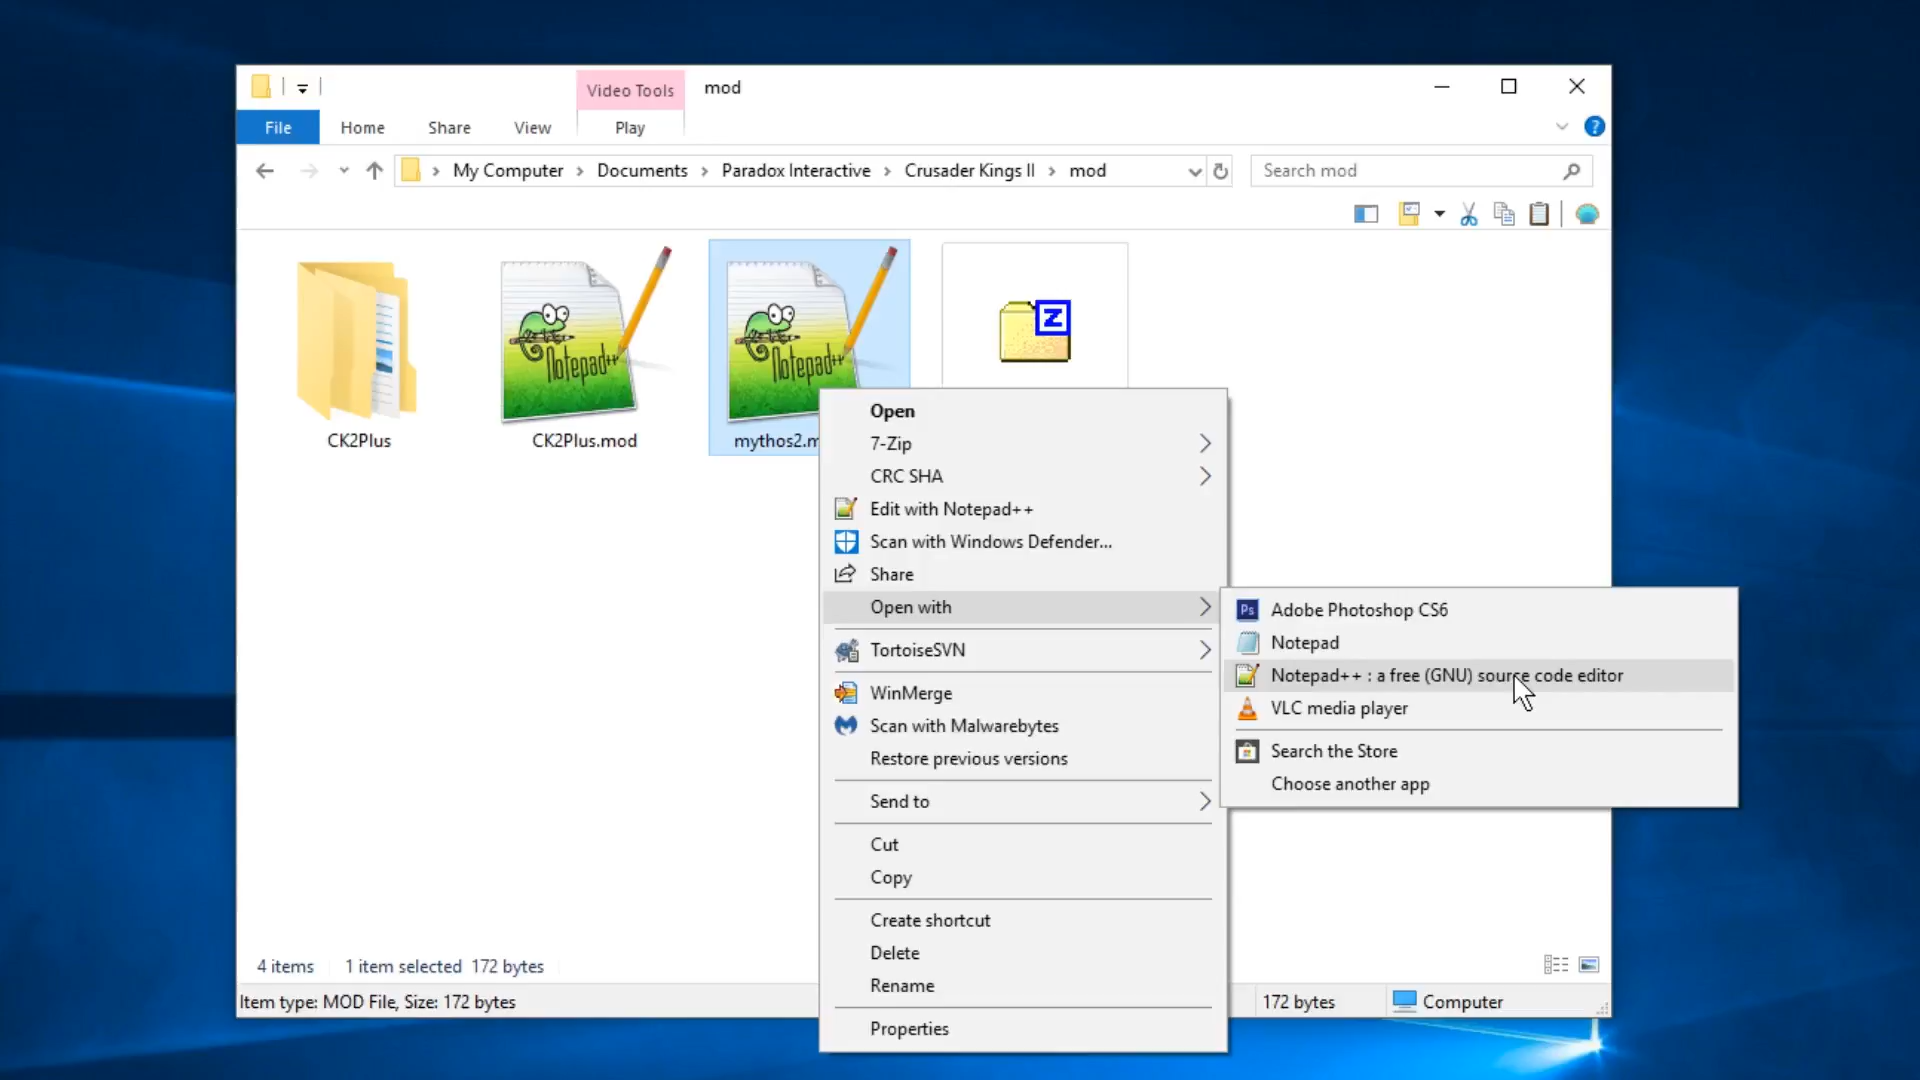 Video Tools
mod
File
Home
Share
View
Play
My Computer > Documents > Paradox Interactive > Crusader Kings II > mod
Search mod
Notepad++
Notepad++
CK2Plus
CK2Plus.mod
mythos2.m
Open
7-Zip
CRC SHA
Edit with Notepad++
Scan with Windows Defender...
Share
Open with
TortoiseSVN
WinMerge
Scan with Malwarebytes
Restore previous versions
Send to
Cut
Copy
Create shortcut
Delete
Rename
Properties
Ps Adobe Photoshop CS6
Notepad
Notepad++ : a free (GNU) source code editor
VLC media player
Search the Store
Choose another app
4 items 1 item selected 172 bytes
Item type: MOD File, Size: 172 bytes
172 bytes
Computer